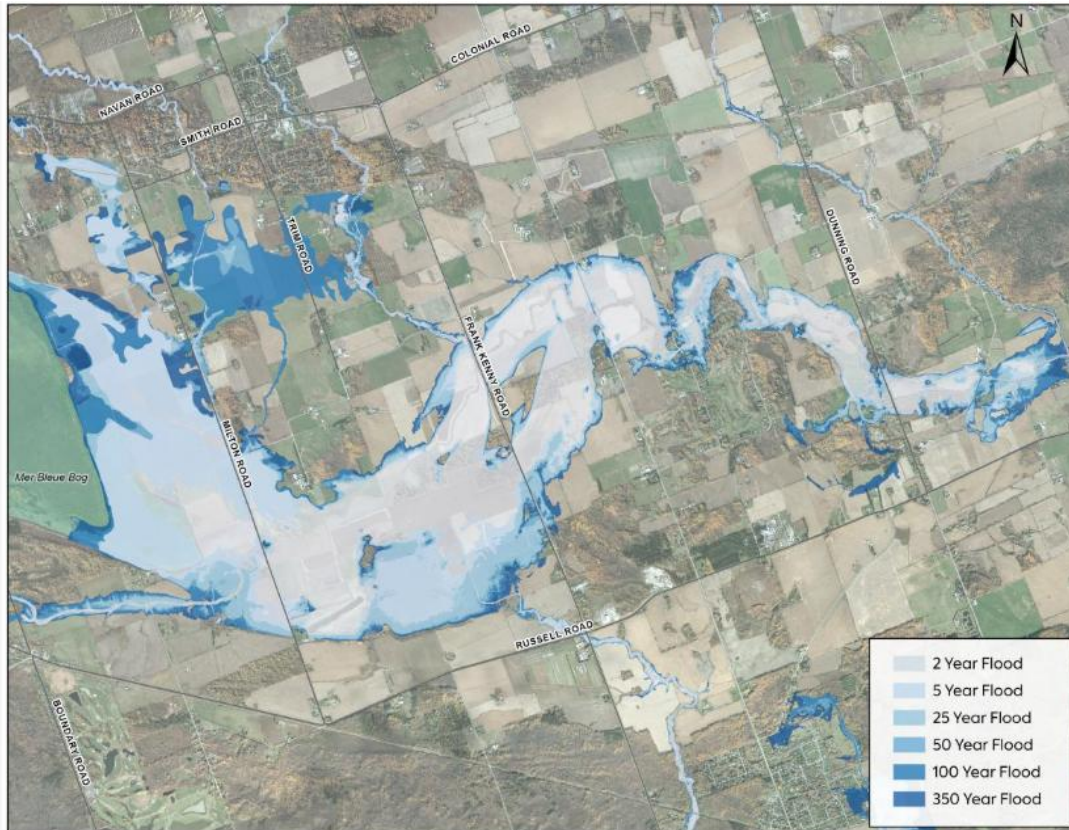 N
COLONIAL ROAD
NAVAN ROAD
SMITH ROAD
TRIM ROAD
DUNNING ROAD
FRANK KENNY ROAD
MILTON ROAD
Mer Bleue Bog
RUSSELL ROAD
BOUNDARY ROAD
2 Year Flood
5 Year Flood
25 Year Flood
50 Year Flood
100 Year Flood
350 Year Flood